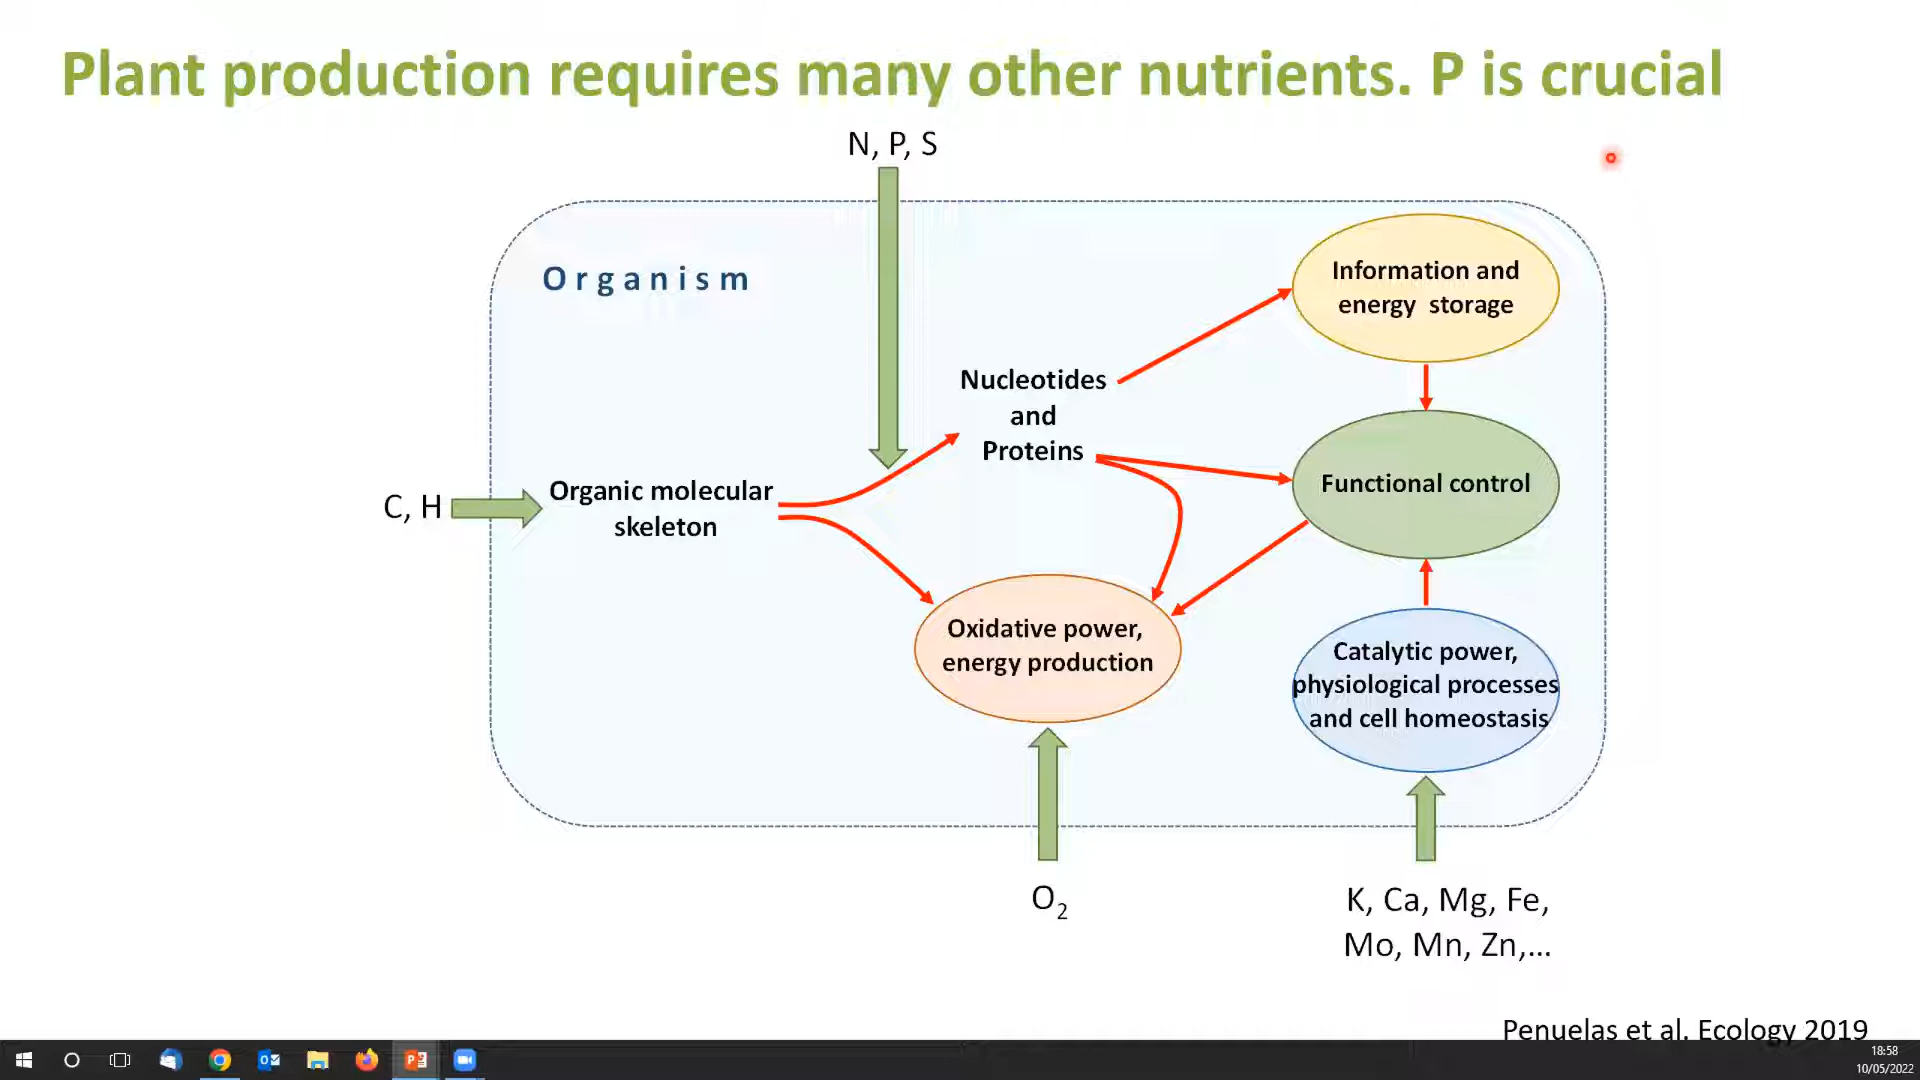 Plant production requires many other nutrients. P is crucial
N, P, S
Organism
Information and
energy storage
Nucleotides
and
Proteins
Functional control
C, H
Organic molecular
skeleton
Oxidative power,
energy production
Catalytic power,
physiological processes
and cell homeostasis
O2
K, Ca, Mg, Fe,
Mo, Mn, Zn,...
Penuelas et al. Ecology 2019
18:58
10/05/2022